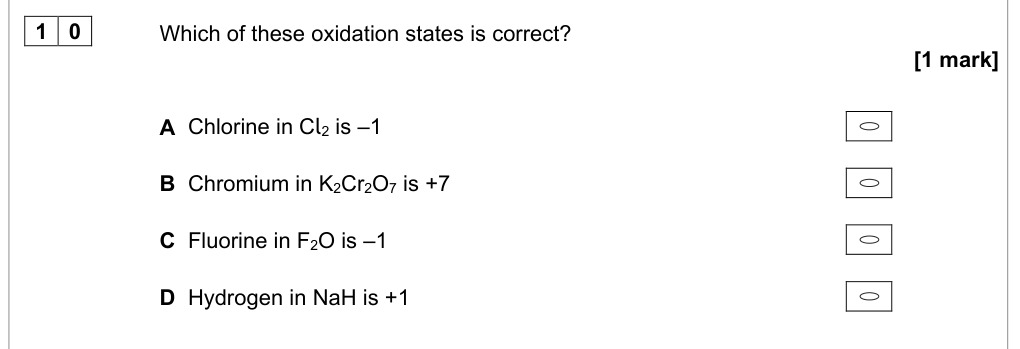 1 0 Which of these oxidation states is correct?
[1 mark]
A Chlorine in Cl₂ is –1
B Chromium in K₂Cr₂O₇ is +7
C Fluorine in F₂O is –1
D Hydrogen in NaH is +1